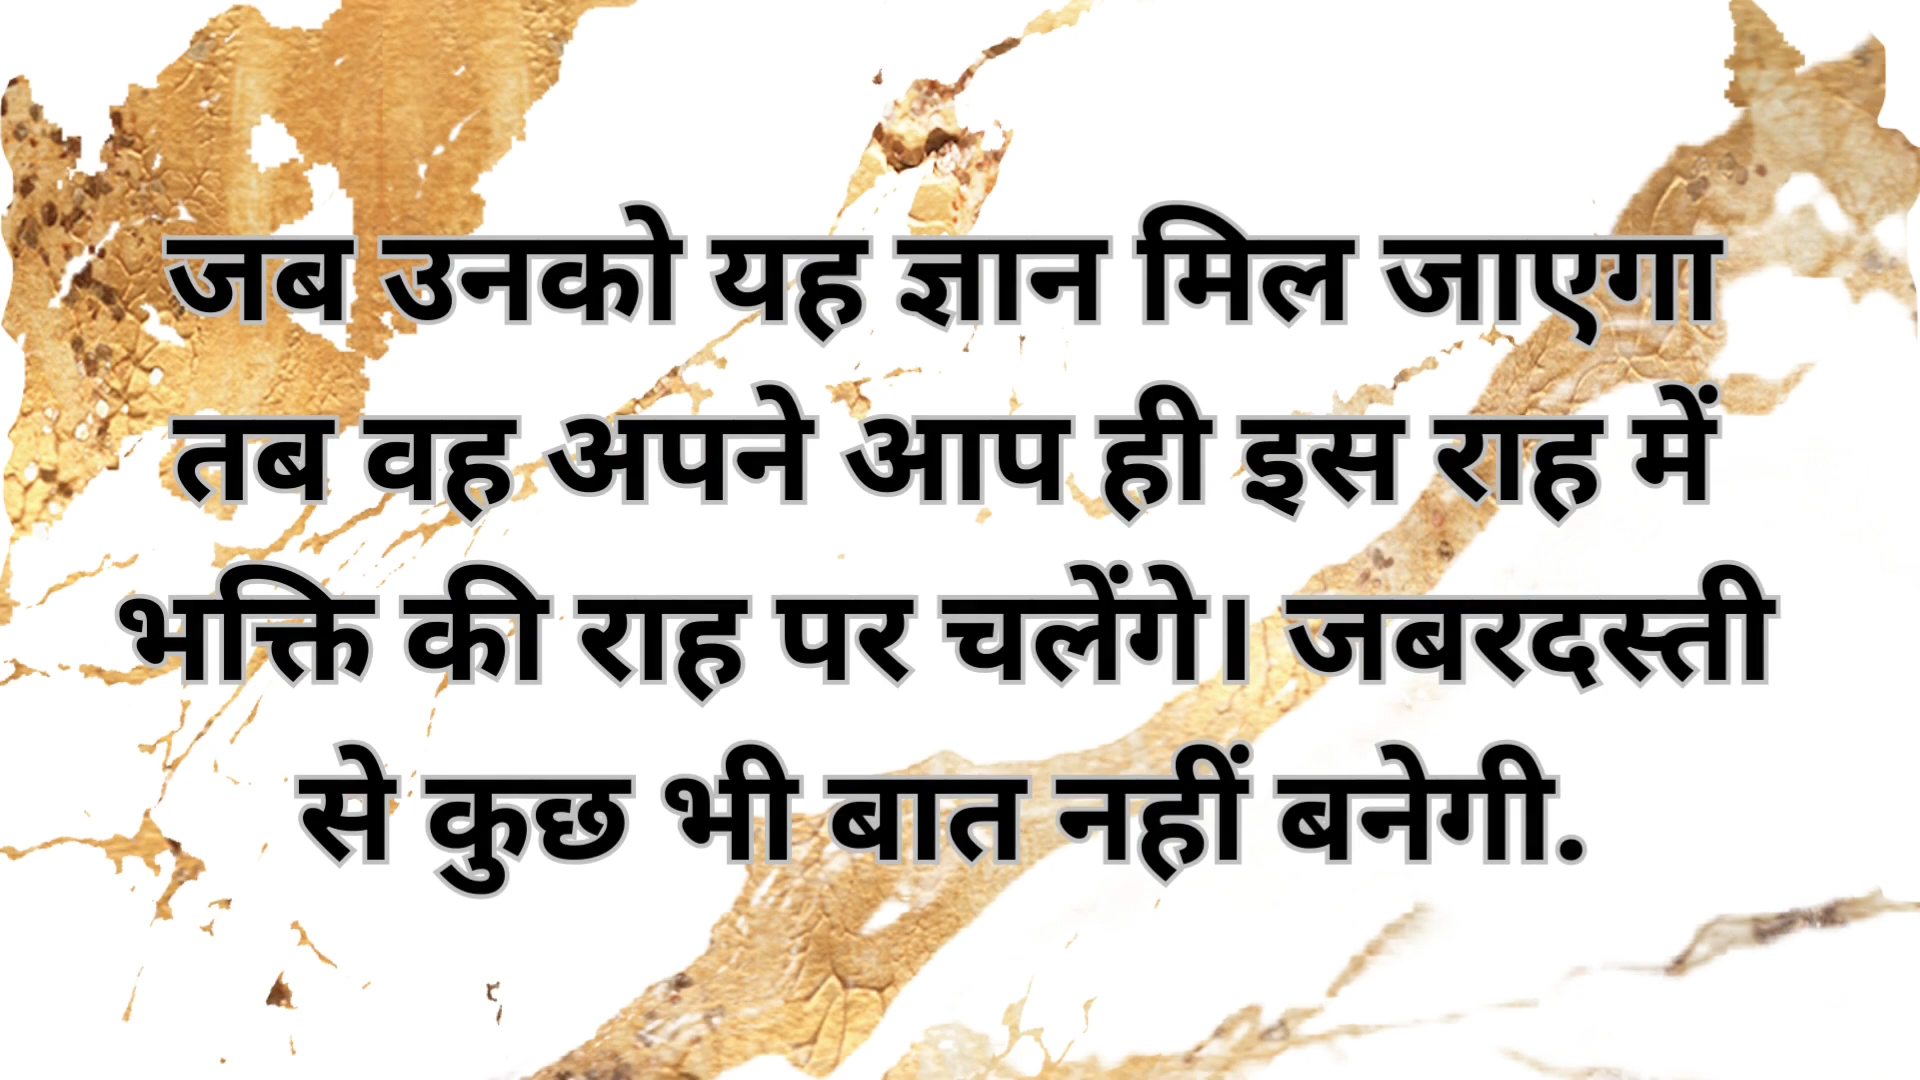 जब उनको यह ज्ञान मिल जाएगा
तब वह अपने आप ही इस राह में
भक्ति की राह पर चलेंगे। जबरदस्ती
से कुछ भी बात नहीं बनेगी.